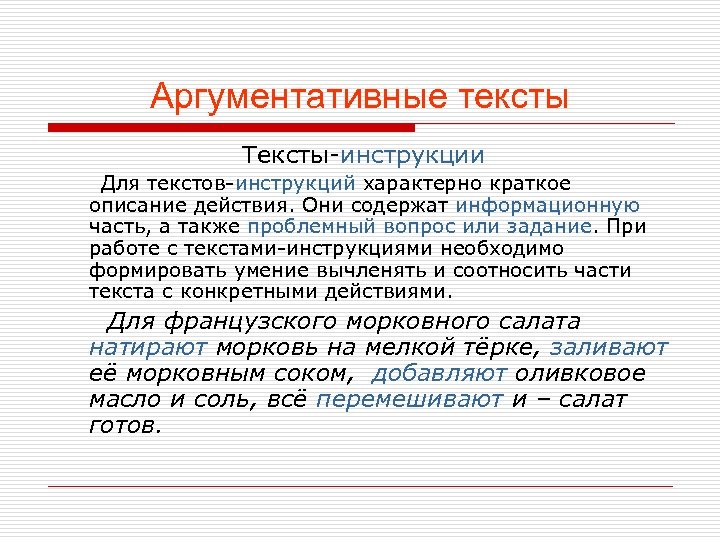 Аргументативные тексты
Тексты-инструкции
Для текстов-инструкций характерно краткое
описание действия. Они содержат информационную
часть, а также проблемный вопрос или задание. При
работе с текстами-инструкциями необходимо
формировать умение вычленять и соотносить части
текста с конкретными действиями.
Для французского морковного салата
натирают морковь на мелкой тёрке, заливают
её морковным соком, добавляют оливковое
масло и соль, всё перемешивают и – салат
готов.